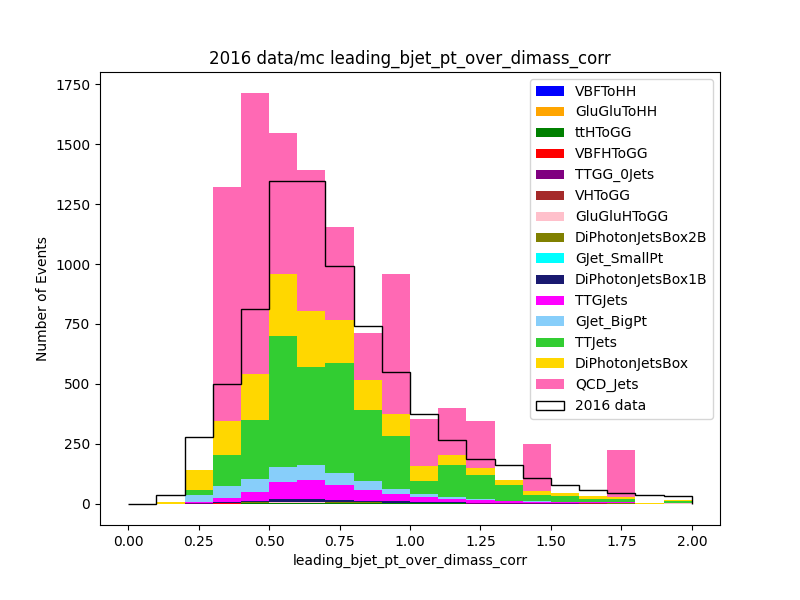 2016 data/mc leading_bjet_pt_over_dimass_corr
1750
1500
1250
1000
750
500
250
0
Number of Events
VBFToHH
GluGluToHH
ttHToGG
VBFHToGG
TTGG_0Jets
VHToGG
GluGluHToGG
DiPhotonJetsBox2B
GJet_SmallPt
DiPhotonJetsBox1B
TTGJets
GJet_BigPt
TTJets
DiPhotonJetsBox
QCD_Jets
2016 data
0.00 0.25 0.50 0.75 1.00 1.25 1.50 1.75 2.00
leading_bjet_pt_over_dimass_corr